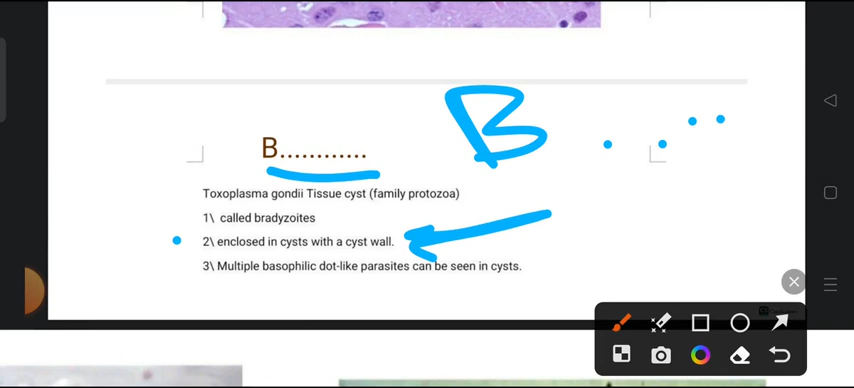 B
B............
Toxoplasma gondii Tissue cyst (family protozoa)
1\ called bradyzoites
2\ enclosed in cysts with a cyst wall.
3\ Multiple basophilic dot-like parasites can be seen in cysts.